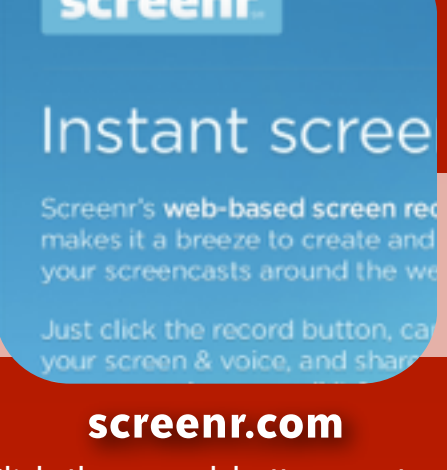 screenr
Instant scree
Screenr's web-based screen rec
makes it a breeze to create and
your screencasts around the we
Just click the record button, ca
your screen & voice, and share
screenr.com